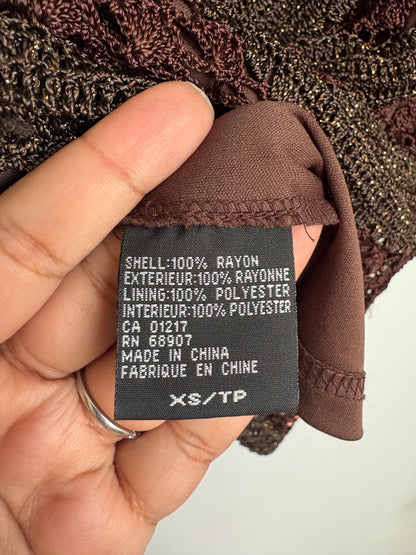 SHELL:100% RAYON
EXTERIEUR:100% RAYONNE
LINING:100% POLYESTER
INTERIEUR:100% POLYESTER
CA 01217
RN 68907
MADE IN CHINA
FABRIQUE EN CHINE
XS/TP